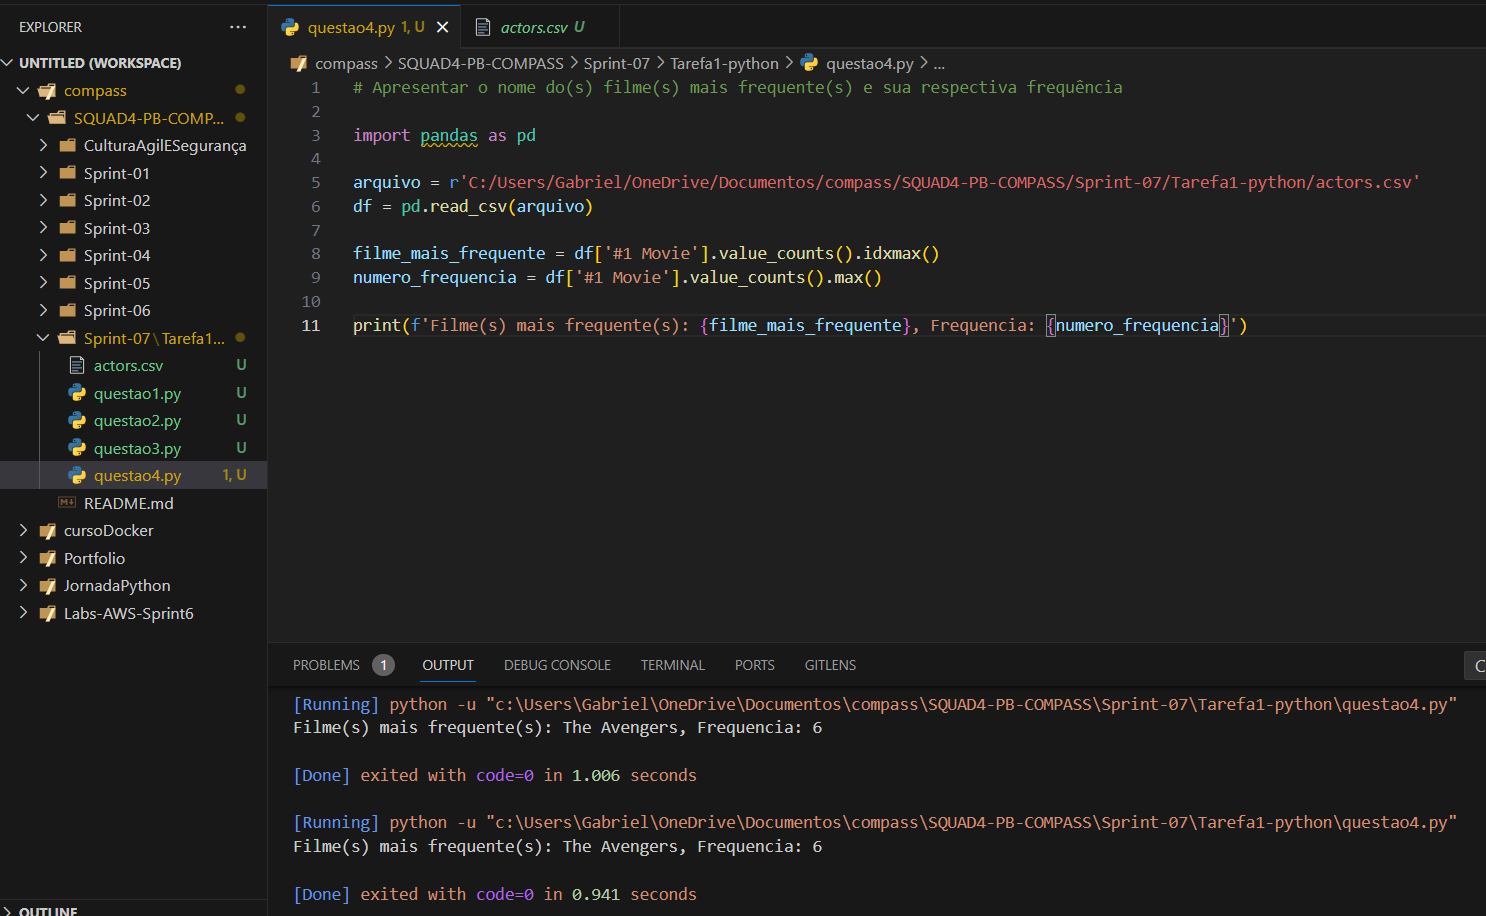 EXPLORER
UNTITLED (WORKSPACE)
compass
SQUAD4-PB-COMP...
CulturaAgilESegurança
Sprint-01
Sprint-02
Sprint-03
Sprint-04
Sprint-05
Sprint-06
Sprint-07\Tarefa1...
actors.csv U
questao1.py U
questao2.py U
questao3.py U
questao4.py 1, U
README.md
cursoDocker
Portfolio
JornadaPython
Labs-AWS-Sprint6
OUTLINE
questao4.py 1, U
actors.csv U
compass > SQUAD4-PB-COMPASS > Sprint-07 > Tarefa1-python > questao4.py > ...
1 # Apresentar o nome do(s) filme(s) mais frequente(s) e sua respectiva frequência
2
3 import pandas as pd
4
5 arquivo = r'C:/Users/Gabriel/OneDrive/Documentos/compass/SQUAD4-PB-COMPASS/Sprint-07/Tarefa1-python/actors.csv'
6 df = pd.read_csv(arquivo)
7
8 filme_mais_frequente = df['#1 Movie'].value_counts().idxmax()
9 numero_frequencia = df['#1 Movie'].value_counts().max()
10
11 print(f'Filme(s) mais frequente(s): {filme_mais_frequente}, Frequencia: {numero_frequencia}')
PROBLEMS 1 OUTPUT DEBUG CONSOLE TERMINAL PORTS GITLENS C
[Running] python -u "c:\Users\Gabriel\OneDrive\Documentos\compass\SQUAD4-PB-COMPASS\Sprint-07\Tarefa1-python\questao4.py"
Filme(s) mais frequente(s): The Avengers, Frequencia: 6
[Done] exited with code=0 in 1.006 seconds
[Running] python -u "c:\Users\Gabriel\OneDrive\Documentos\compass\SQUAD4-PB-COMPASS\Sprint-07\Tarefa1-python\questao4.py"
Filme(s) mais frequente(s): The Avengers, Frequencia: 6
[Done] exited with code=0 in 0.941 seconds